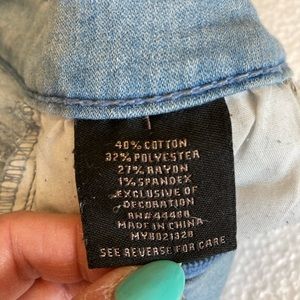 40% COTTON
32% POLYESTER
27% RAYON
1% SPANDEX
EXCLUSIVE OF
DECORATION
RN#44488
MADE IN CHINA
MY8021328
SEE REVERSE FOR CARE